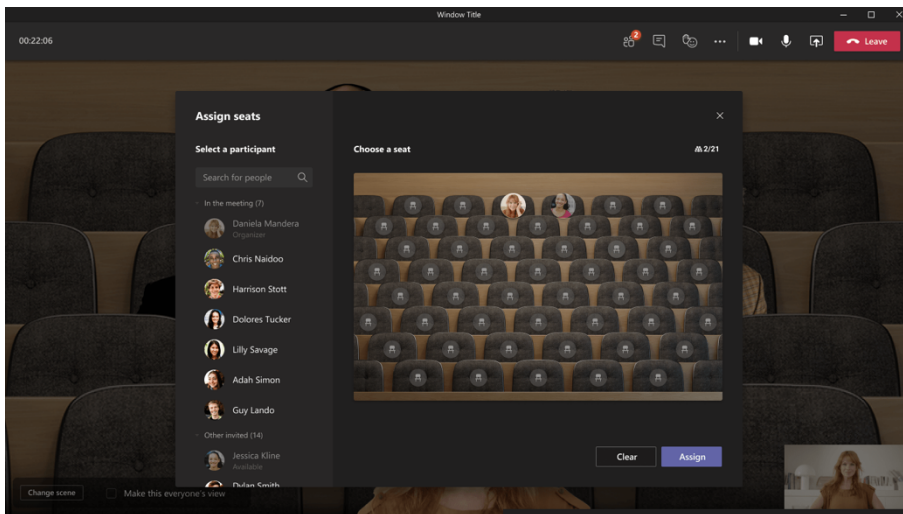 Window Title
00:22:06
2
Leave
Assign seats
Select a participant
Choose a seat
2/21
Search for people
In the meeting (7)
Daniela Mandera
Organizer
Chris Naidoo
Harrison Stott
Dolores Tucker
Lilly Savage
Adah Simon
Guy Lando
Other invited (14)
Jessica Kline
Available
Dylan Smith
Clear
Assign
Change scene
Make this everyone's view